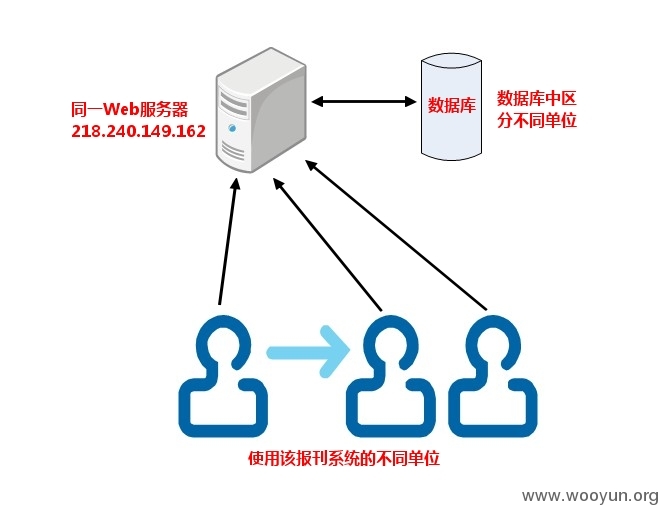 同一Web服务器
218.240.149.162
数据库
数据库中区
分不同单位
使用该报刊系统的不同单位
www.wooyun.org